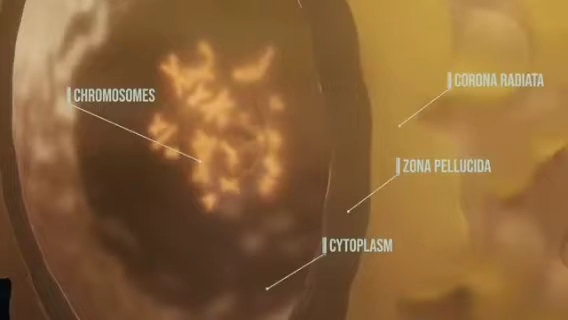 CORONA RADIATA
CHROMOSOMES
ZONA PELLUCIDA
CYTOPLASM